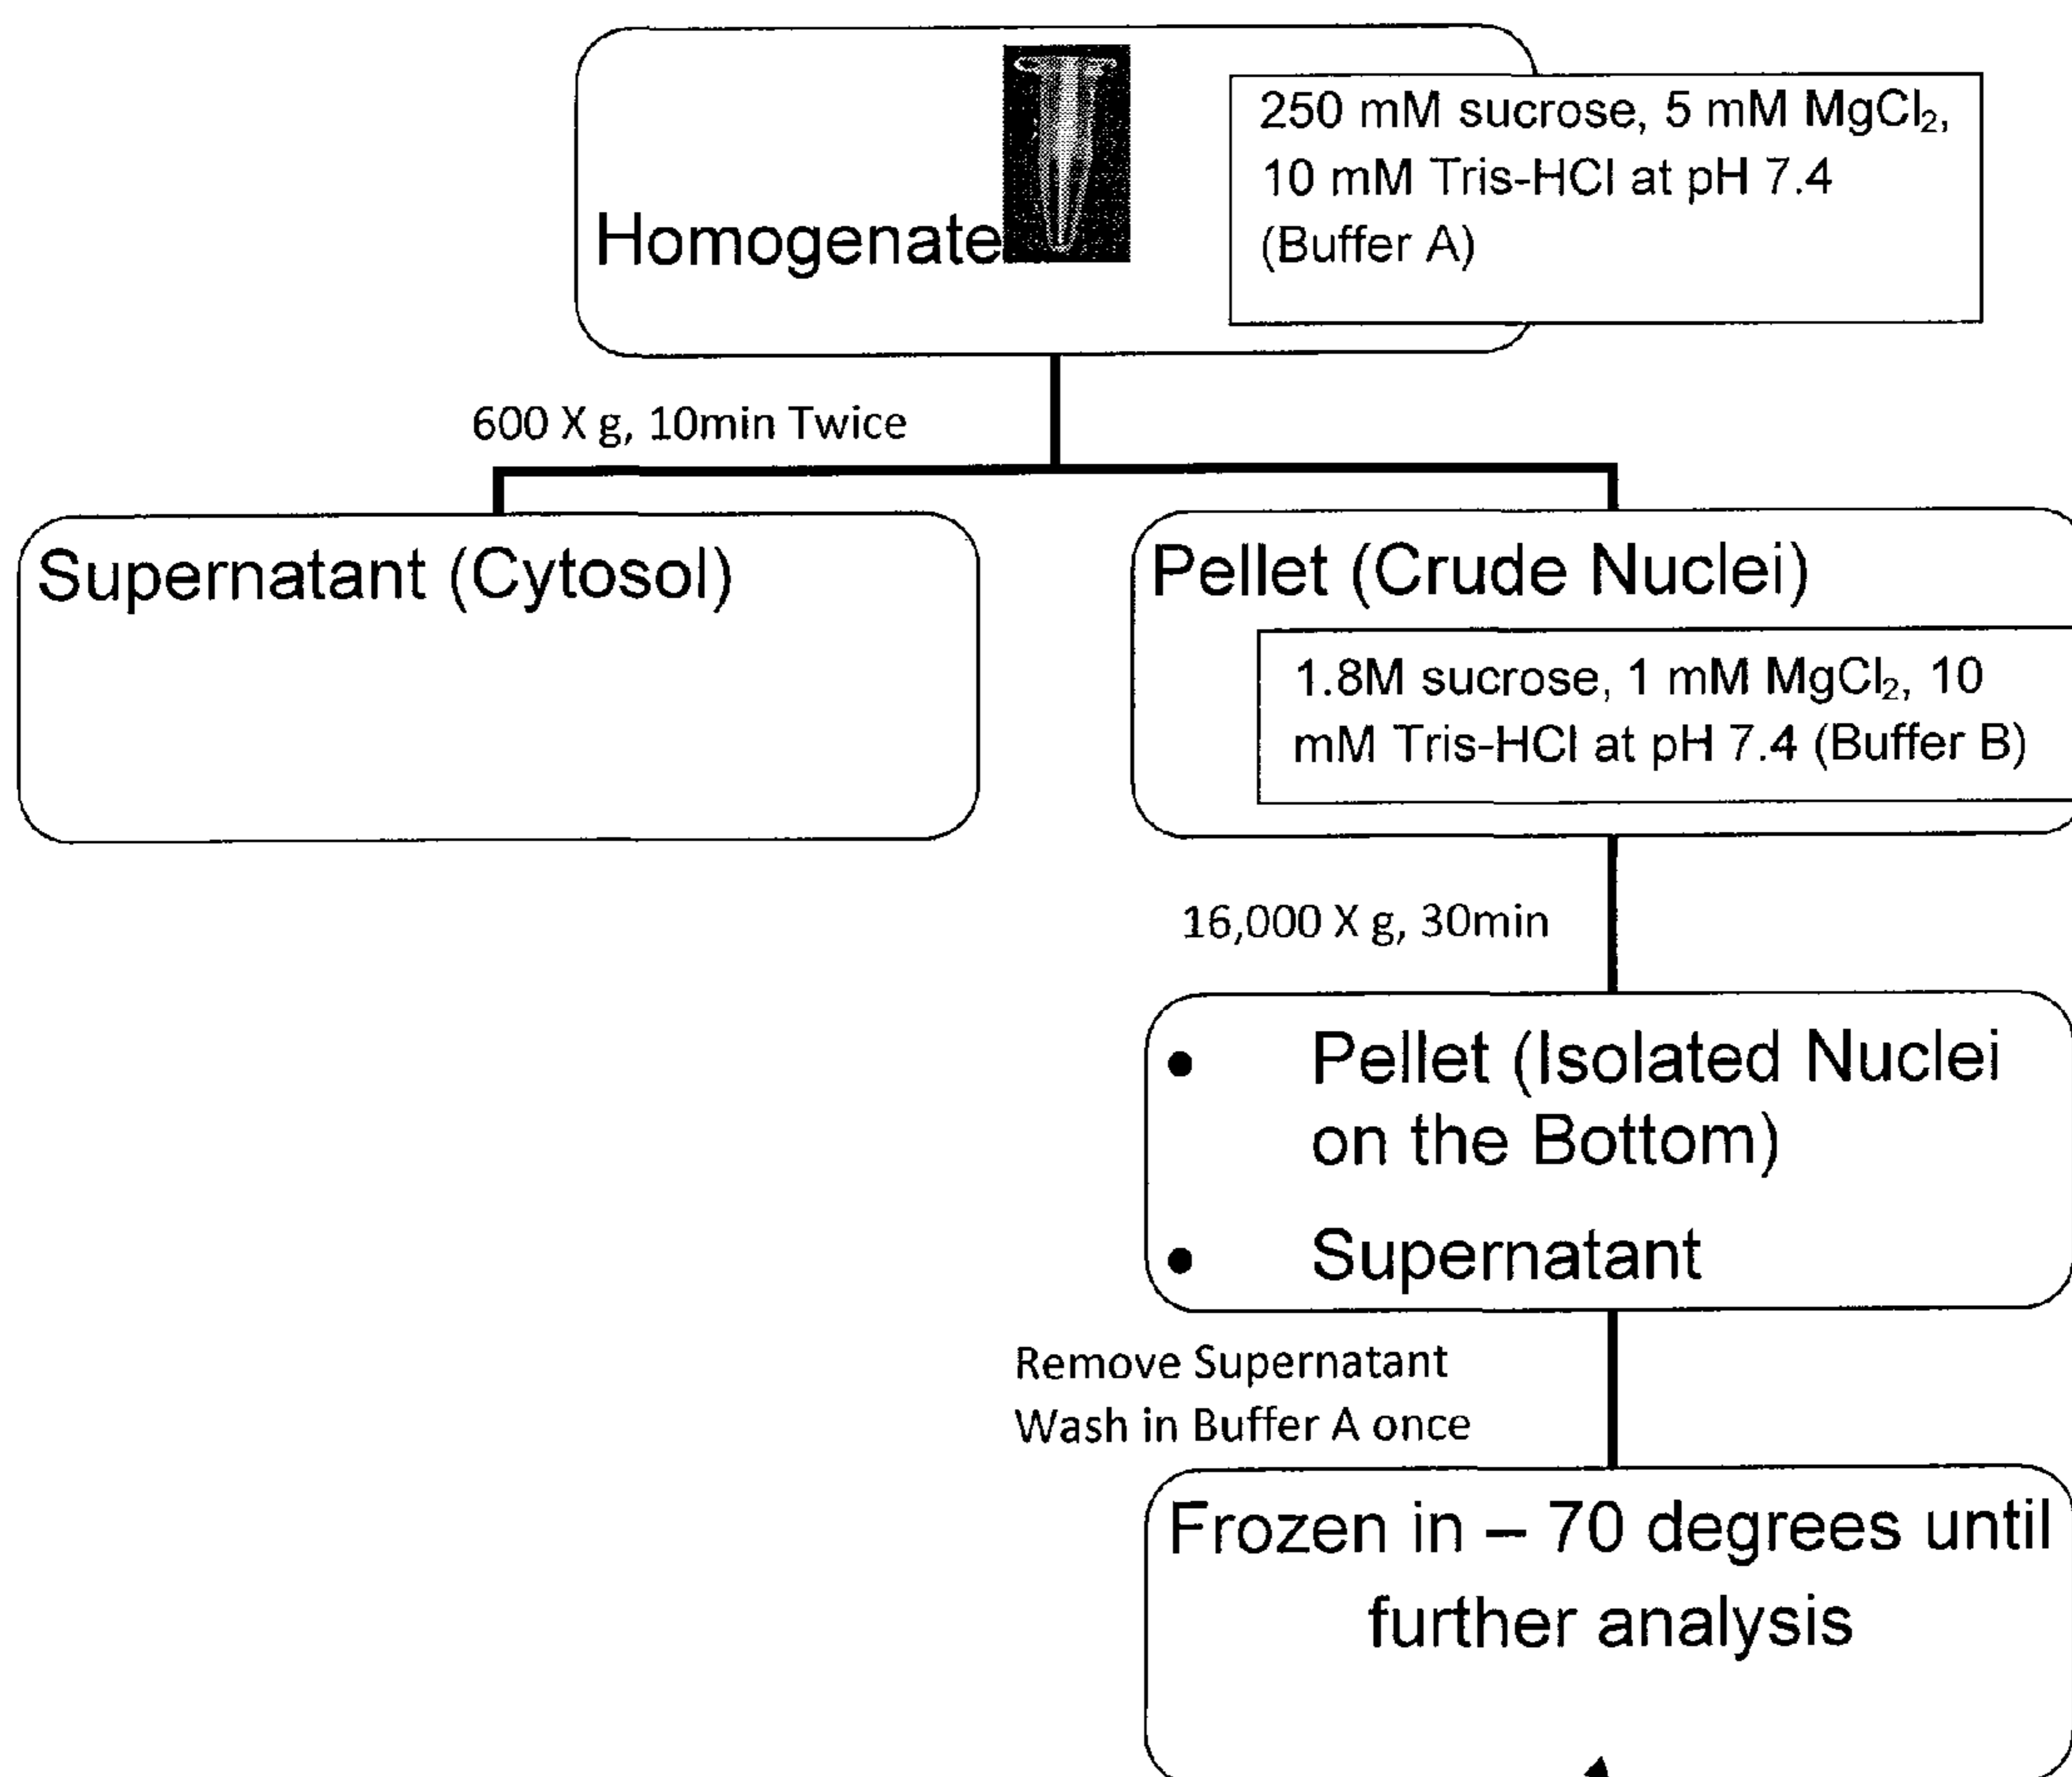 250 mM sucrose, 5 mM MgCl₂,
10 mM Tris-HCl at pH 7.4
(Buffer A)
Homogenate
600 X g, 10min Twice
Supernatant (Cytosol)
Pellet (Crude Nuclei)
1.8M sucrose, 1 mM MgCl₂, 10
mM Tris-HCl at pH 7.4 (Buffer B)
16,000 X g, 30min
• Pellet (Isolated Nuclei
on the Bottom)
• Supernatant
Remove Supernatant
Wash in Buffer A once
Frozen in – 70 degrees until
further analysis